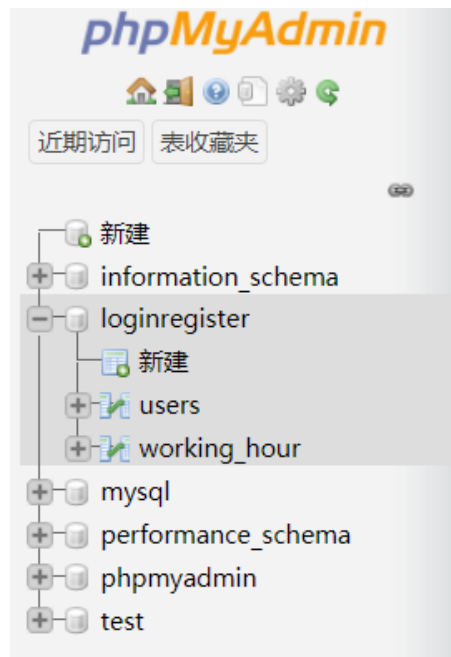 phpMyAdmin
近期访问 表收藏夹
新建
information_schema
loginregister
新建
users
working_hour
mysql
performance_schema
phpmyadmin
test